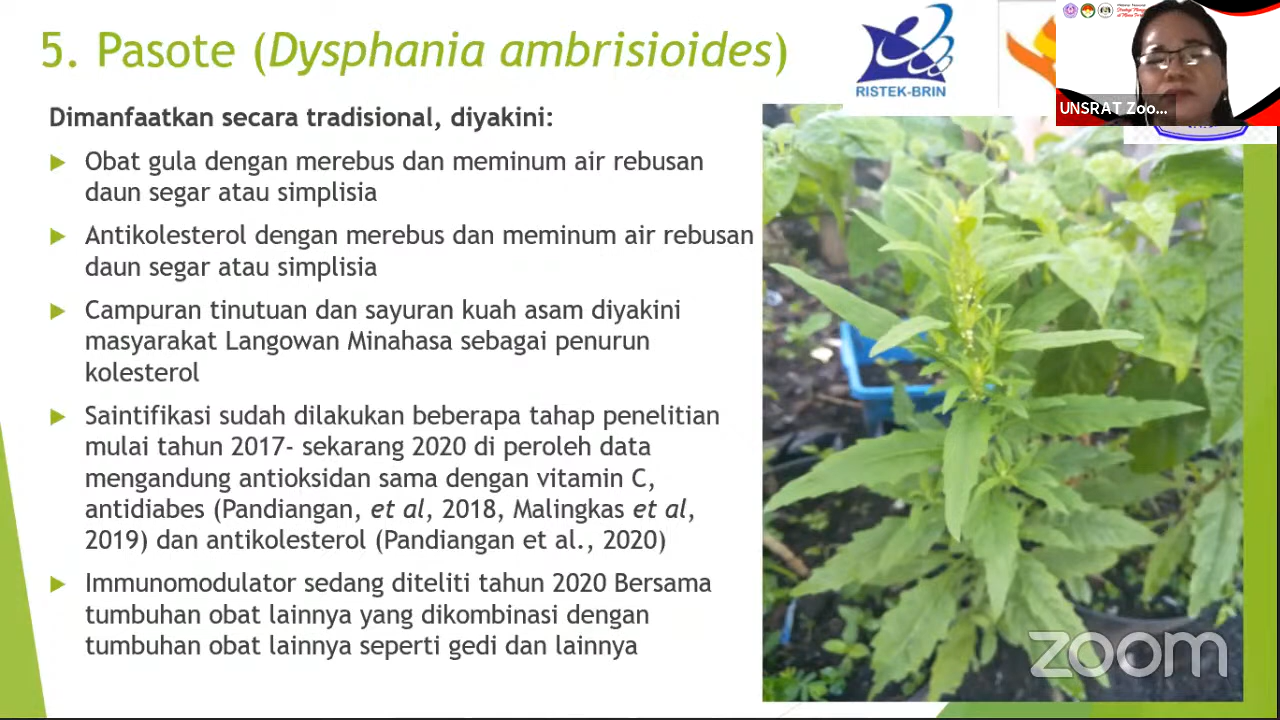 5. Pasote (Dysphania ambrisioides)
RISTEK-BRIN
UNSRAT Zoo...
Dimanfaatkan secara tradisional, diyakini:
Obat gula dengan merebus dan meminum air rebusan
daun segar atau simplisia
Antikolesterol dengan merebus dan meminum air rebusan
daun segar atau simplisia
Campuran tinutuan dan sayuran kuah asam diyakini
masyarakat Langowan Minahasa sebagai penurun
kolesterol
Saintifikasi sudah dilakukan beberapa tahap penelitian
mulai tahun 2017- sekarang 2020 di peroleh data
mengandung antioksidan sama dengan vitamin C,
antidiabes (Pandiangan, et al, 2018, Malingkas et al,
2019) dan antikolesterol (Pandiangan et al., 2020)
Immunomodulator sedang diteliti tahun 2020 Bersama
tumbuhan obat lainnya yang dikombinasi dengan
tumbuhan obat lainnya seperti gedi dan lainnya
zoom